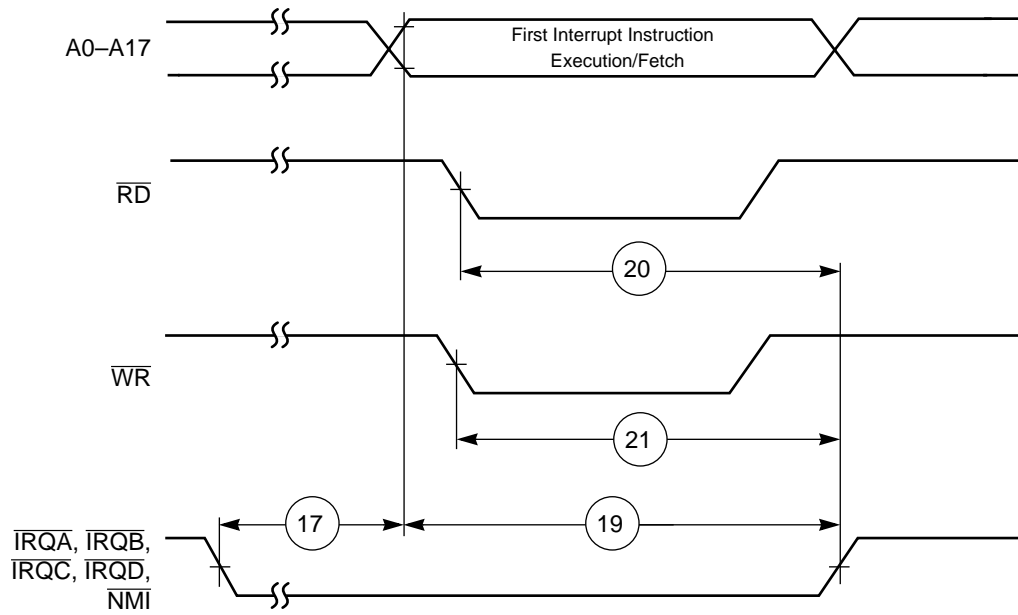 A0–A17
First Interrupt Instruction
Execution/Fetch
RD
20
WR
21
17
19
IRQA, IRQB,
IRQC, IRQD,
NMI